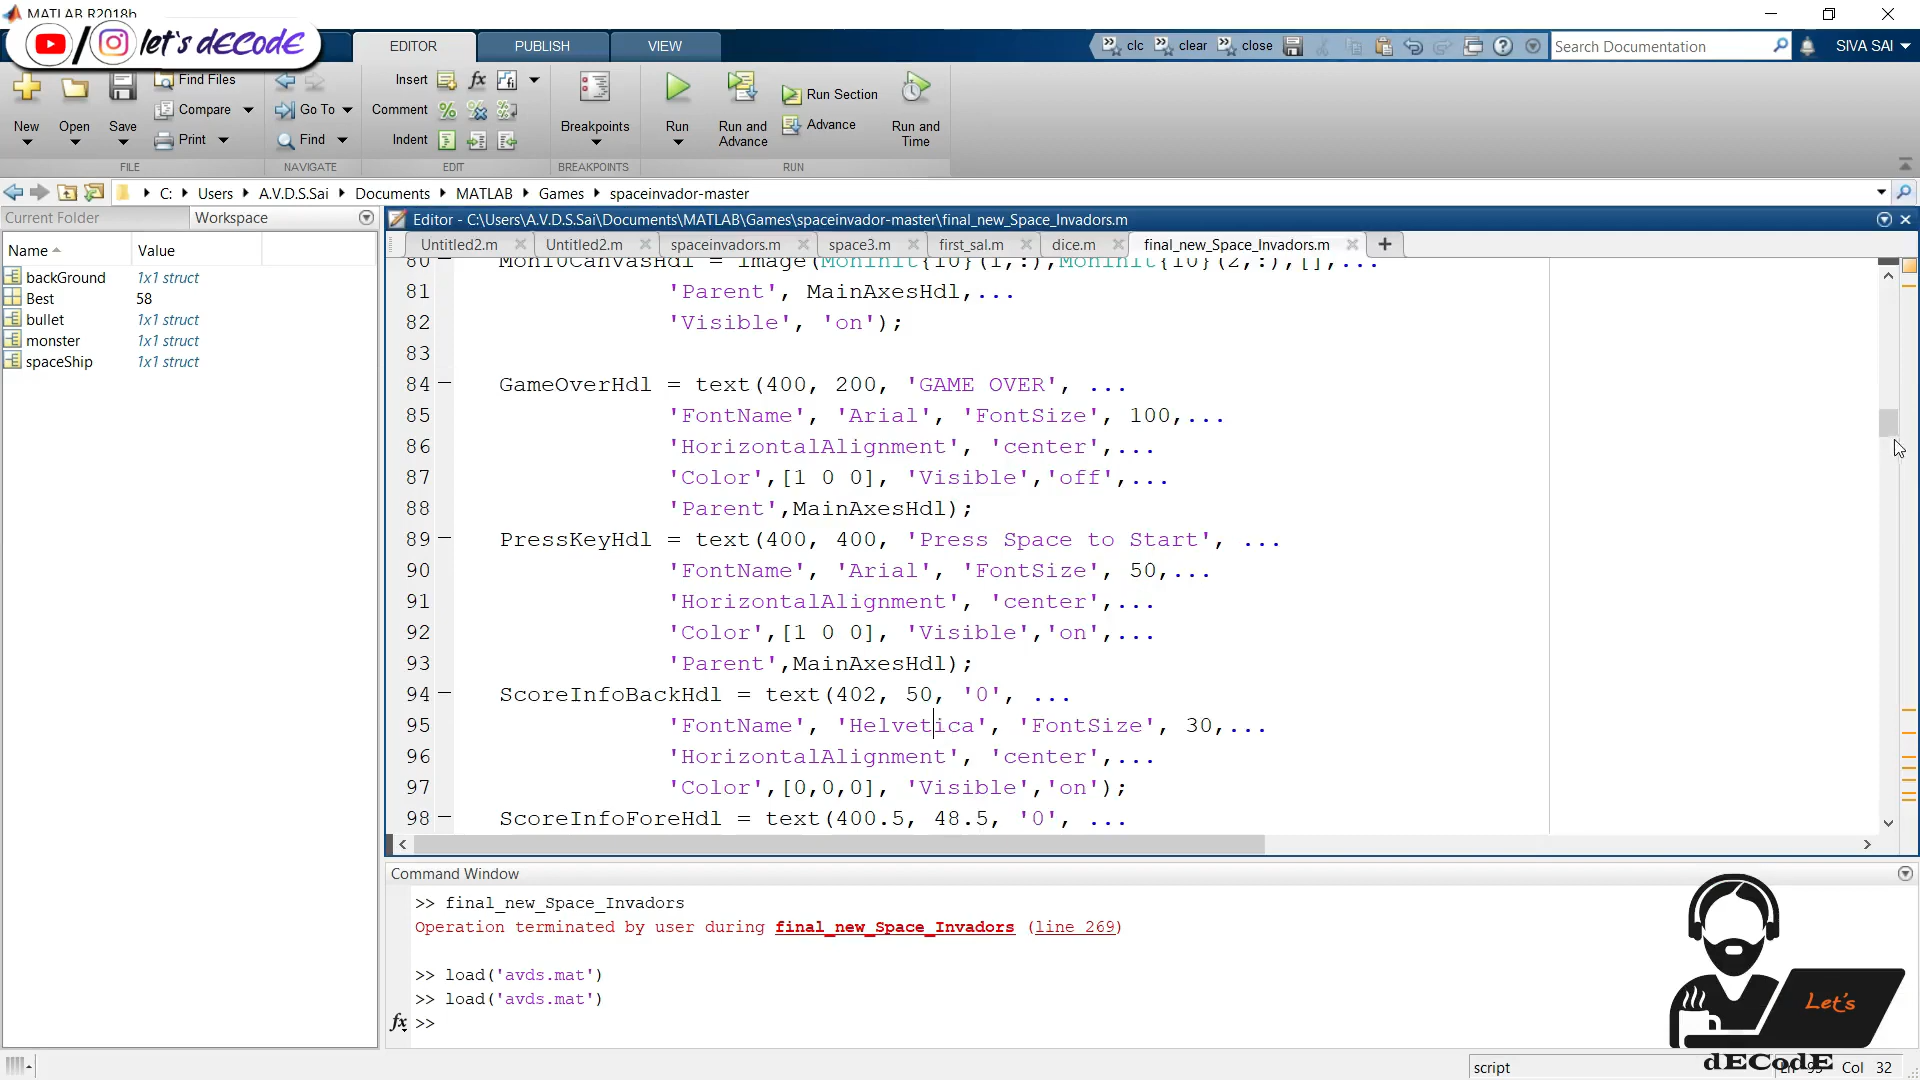 MATLAB R2018b
let's dECodE
EDITOR PUBLISH VIEW
clc clear close Search Documentation SIVA SAI
New Open Save
Find Files
Compare
Print
Go To
Find
Insert fx
Comment
Indent
Breakpoints
Run
Run and Advance
Run Section
Advance
Run and Time
FILE NAVIGATE EDIT BREAKPOINTS RUN
C: Users A.V.D.S.Sai Documents MATLAB Games spaceinvador-master
Current Folder Workspace
Name Value
backGround 1x1 struct
Best 58
bullet 1x1 struct
monster 1x1 struct
spaceShip 1x1 struct
Editor - C:\Users\A.V.D.S.Sai\Documents\MATLAB\Games\spaceinvador-master\final_new_Space_Invadors.m
Untitled2.m Untitled2.m spaceinvadors.m space3.m first_sal.m dice.m final_new_Space_Invadors.m
80 Mon10CanvasHdl = image(MonInit{10}(1,:),MonInit{10}(2,:),[],...
81 'Parent', MainAxesHdl,...
82 'Visible', 'on');
83
84 GameOverHdl = text(400, 200, 'GAME OVER', ...
85 'FontName', 'Arial', 'FontSize', 100,...
86 'HorizontalAlignment', 'center',...
87 'Color',[1 0 0], 'Visible','off',...
88 'Parent',MainAxesHdl);
89 PressKeyHdl = text(400, 400, 'Press Space to Start', ...
90 'FontName', 'Arial', 'FontSize', 50,...
91 'HorizontalAlignment', 'center',...
92 'Color',[1 0 0], 'Visible','on',...
93 'Parent',MainAxesHdl);
94 ScoreInfoBackHdl = text(402, 50, '0', ...
95 'FontName', 'Helvetica', 'FontSize', 30,...
96 'HorizontalAlignment', 'center',...
97 'Color',[0,0,0], 'Visible','on');
98 ScoreInfoForeHdl = text(400.5, 48.5, '0', ...
Command Window
>> final_new_Space_Invadors
Operation terminated by user during final_new_Space_Invadors (line 269)
>> load('avds.mat')
>> load('avds.mat')
fx >>
Let's
dECodE
script Col 32